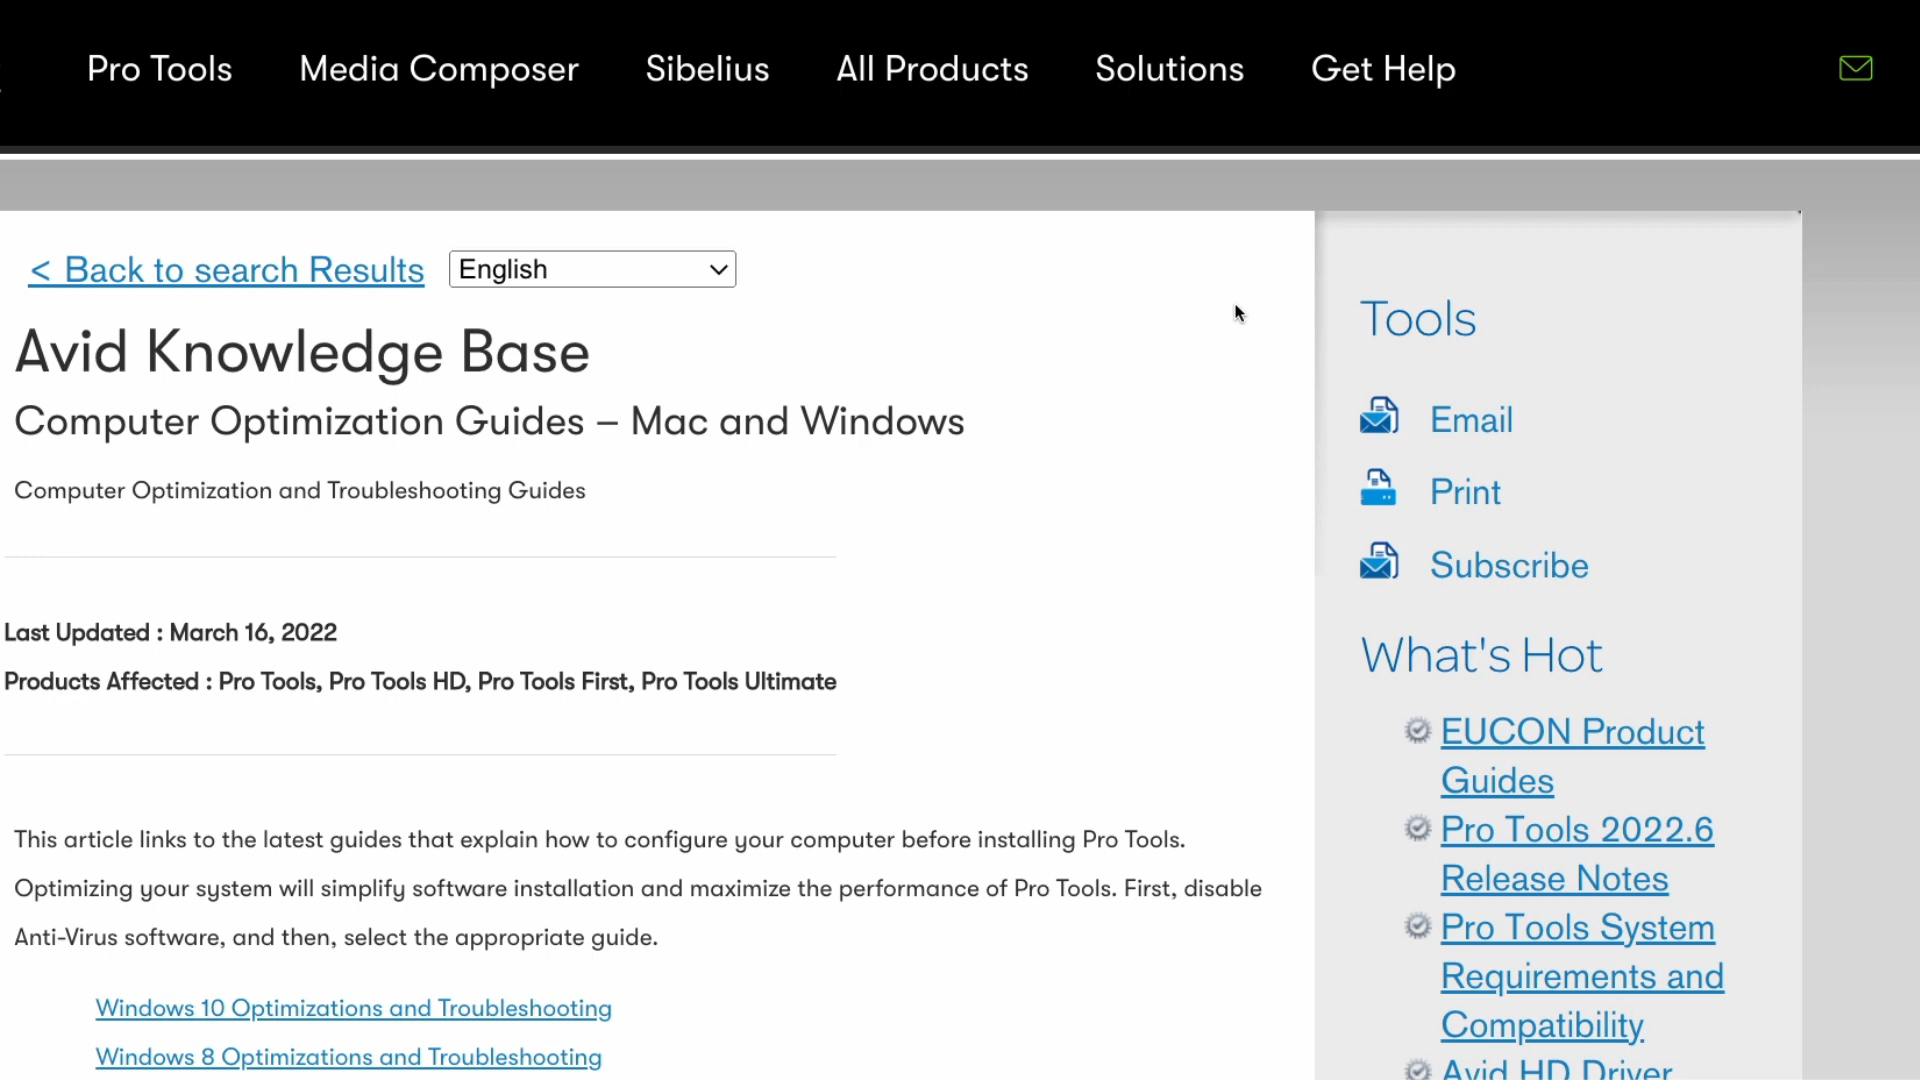 Pro Tools Media Composer Sibelius All Products Solutions Get Help
< Back to search Results English
Avid Knowledge Base
Computer Optimization Guides – Mac and Windows
Computer Optimization and Troubleshooting Guides
Last Updated : March 16, 2022
Products Affected : Pro Tools, Pro Tools HD, Pro Tools First, Pro Tools Ultimate
This article links to the latest guides that explain how to configure your computer before installing Pro Tools.
Optimizing your system will simplify software installation and maximize the performance of Pro Tools. First, disable
Anti-Virus software, and then, select the appropriate guide.
Windows 10 Optimizations and Troubleshooting
Windows 8 Optimizations and Troubleshooting
Tools
Email
Print
Subscribe
What's Hot
EUCON Product
Guides
Pro Tools 2022.6
Release Notes
Pro Tools System
Requirements and
Compatibility
Avid HD Driver